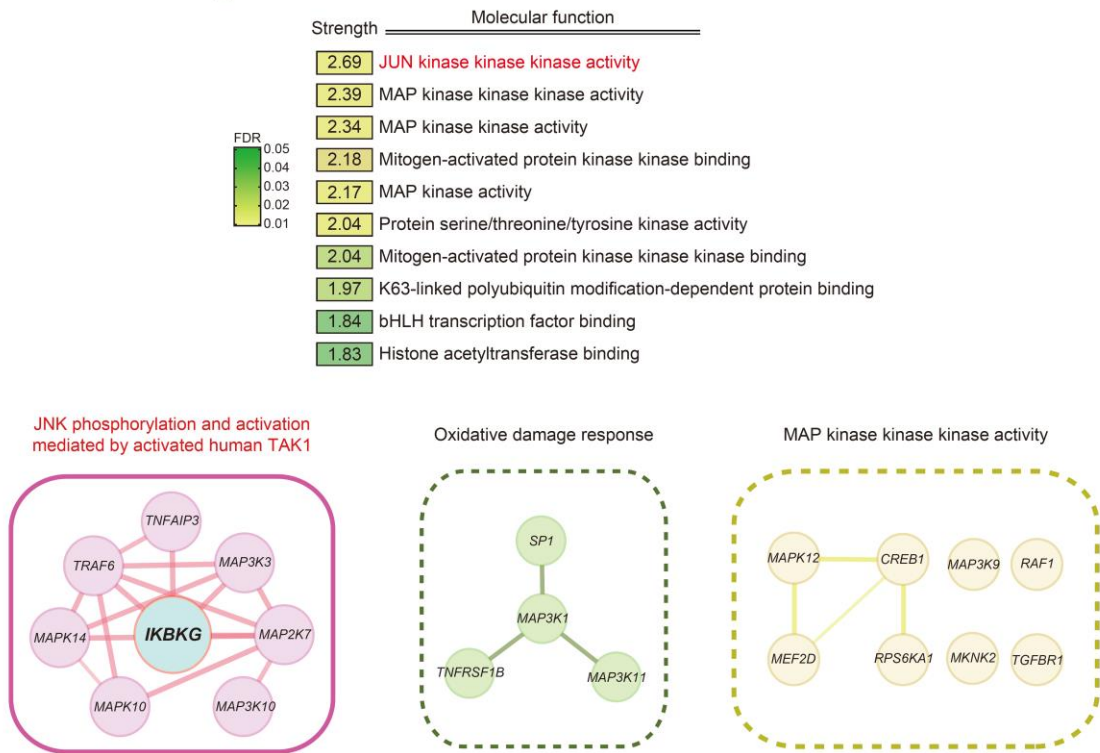 Molecular function
Strength
2.69 JUN kinase kinase kinase activity
2.39 MAP kinase kinase kinase activity
2.34 MAP kinase kinase activity
2.18 Mitogen-activated protein kinase kinase binding
2.17 MAP kinase activity
2.04 Protein serine/threonine/tyrosine kinase activity
2.04 Mitogen-activated protein kinase kinase kinase binding
1.97 K63-linked polyubiquitin modification-dependent protein binding
1.84 bHLH transcription factor binding
1.83 Histone acetyltransferase binding
FDR
0.05
0.04
0.03
0.02
0.01
JNK phosphorylation and activation
mediated by activated human TAK1
TNFAIP3
TRAF6
MAP3K3
MAPK14
IKBKG
MAP2K7
MAPK10
MAP3K10
Oxidative damage response
SP1
MAP3K1
TNFRSF1B
MAP3K11
MAP kinase kinase kinase activity
MAPK12
CREB1
MAP3K9
RAF1
MEF2D
RPS6KA1
MKNK2
TGFBR1